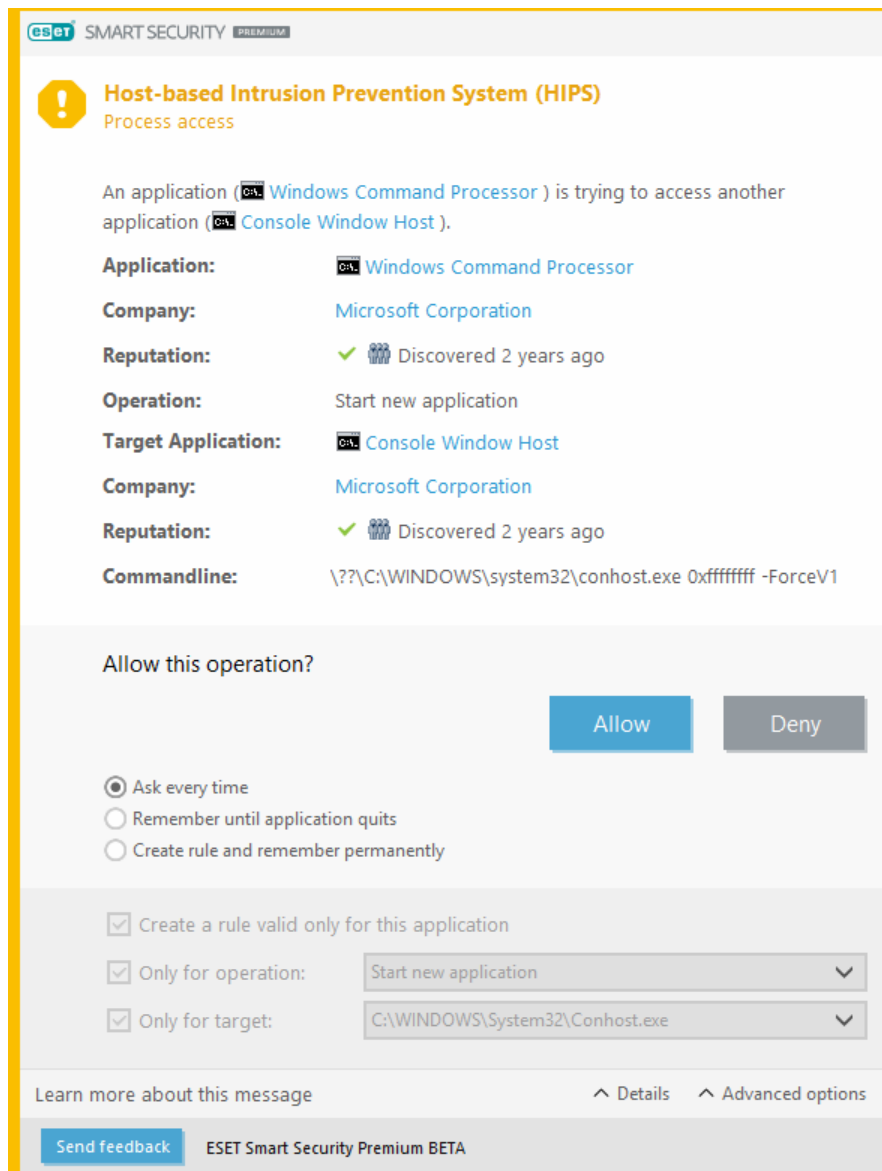 eset SMART SECURITY PREMIUM
Host-based Intrusion Prevention System (HIPS)
Process access
An application ( Windows Command Processor ) is trying to access another
application ( Console Window Host ).
Application: Windows Command Processor
Company: Microsoft Corporation
Reputation: Discovered 2 years ago
Operation: Start new application
Target Application: Console Window Host
Company: Microsoft Corporation
Reputation: Discovered 2 years ago
Commandline: \??\C:\WINDOWS\system32\conhost.exe 0xffffffff -ForceV1
Allow this operation?
Allow Deny
Ask every time
Remember until application quits
Create rule and remember permanently
Create a rule valid only for this application
Only for operation: Start new application
Only for target: C:\WINDOWS\System32\Conhost.exe
Learn more about this message Details Advanced options
Send feedback ESET Smart Security Premium BETA